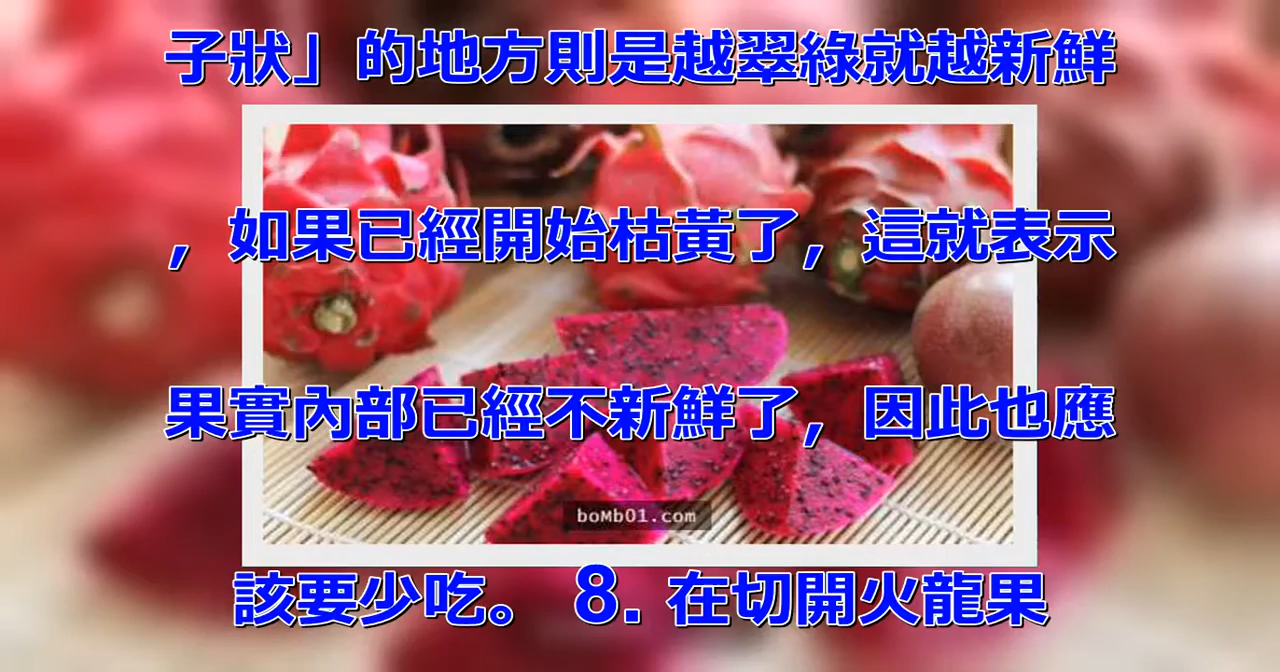 子狀」的地方則是越翠綠就越新鮮
，如果已經開始枯黃了，這就表示
果實內部已經不新鮮了，因此也應
boMb01.com
該要少吃。 8. 在切開火龍果